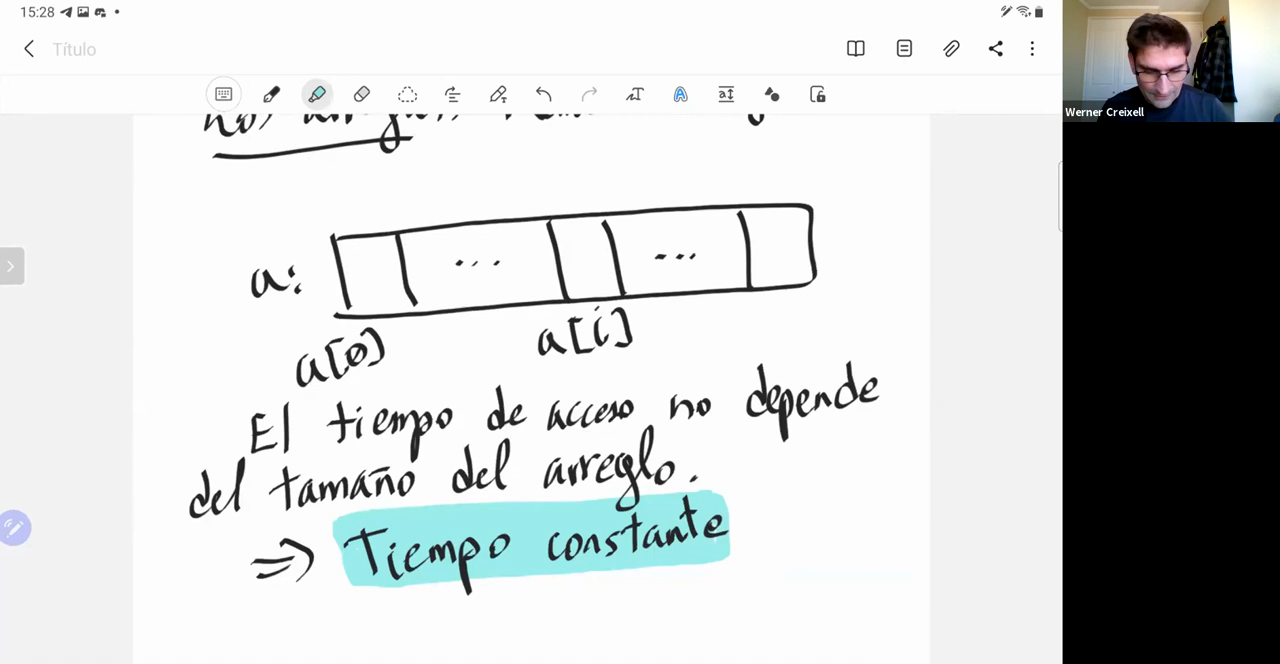 15:28
Título
Werner Creixell
a:
...
...
a[0]
a[i]
El tiempo de acceso no depende
del tamaño del arreglo.
=> Tiempo constante